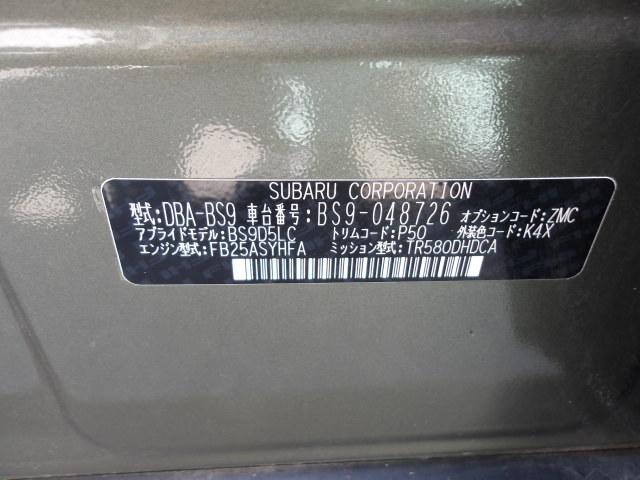 SUBARU CORPORATION
型式:DBA-BS9 車台番号:BS9-048726 オプションコード:ZMC
アプライドモデル:BS9D5LC トリムコード:P50 外装色コード:K4X
エンジン型式:FB25ASYHFA ミッション型式:TR580DHDCA